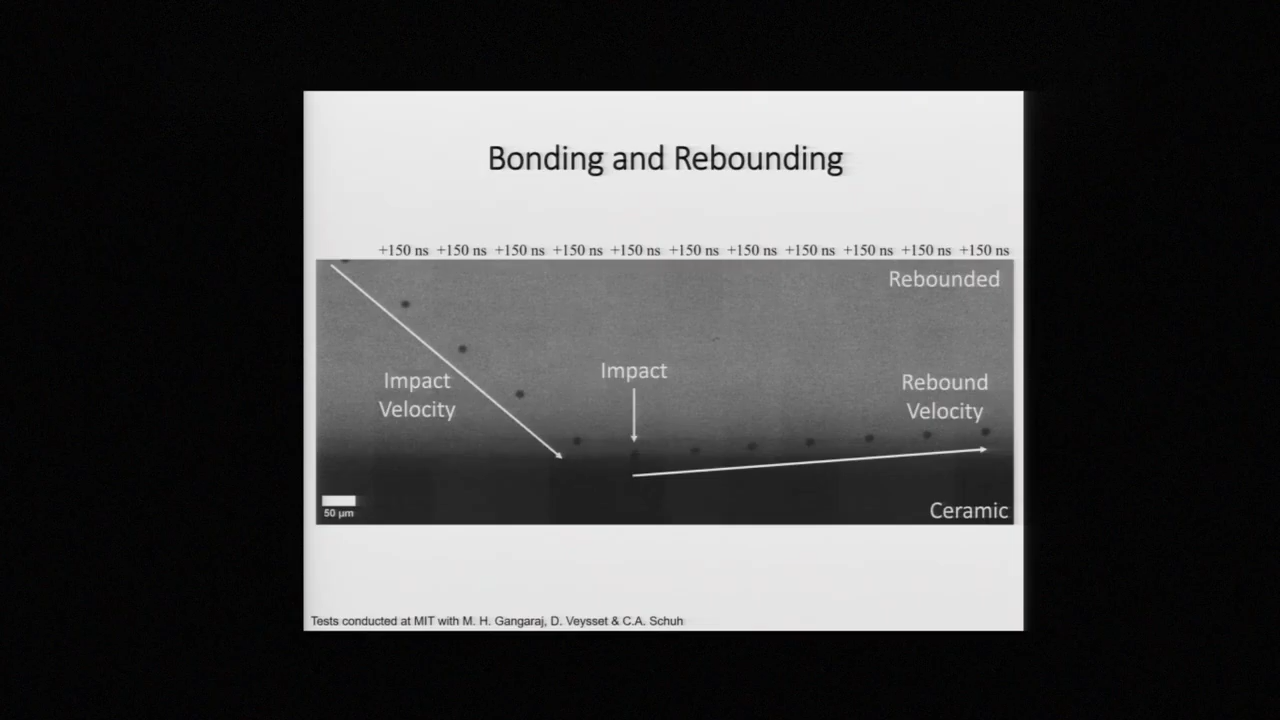 Bonding and Rebounding
+150 ns +150 ns +150 ns +150 ns +150 ns +150 ns +150 ns +150 ns +150 ns +150 ns +150 ns
Rebounded
Impact
Velocity
Impact
Rebound
Velocity
50 µm
Ceramic
Tests conducted at MIT with M. H. Gangaraj, D. Veysset & C.A. Schuh